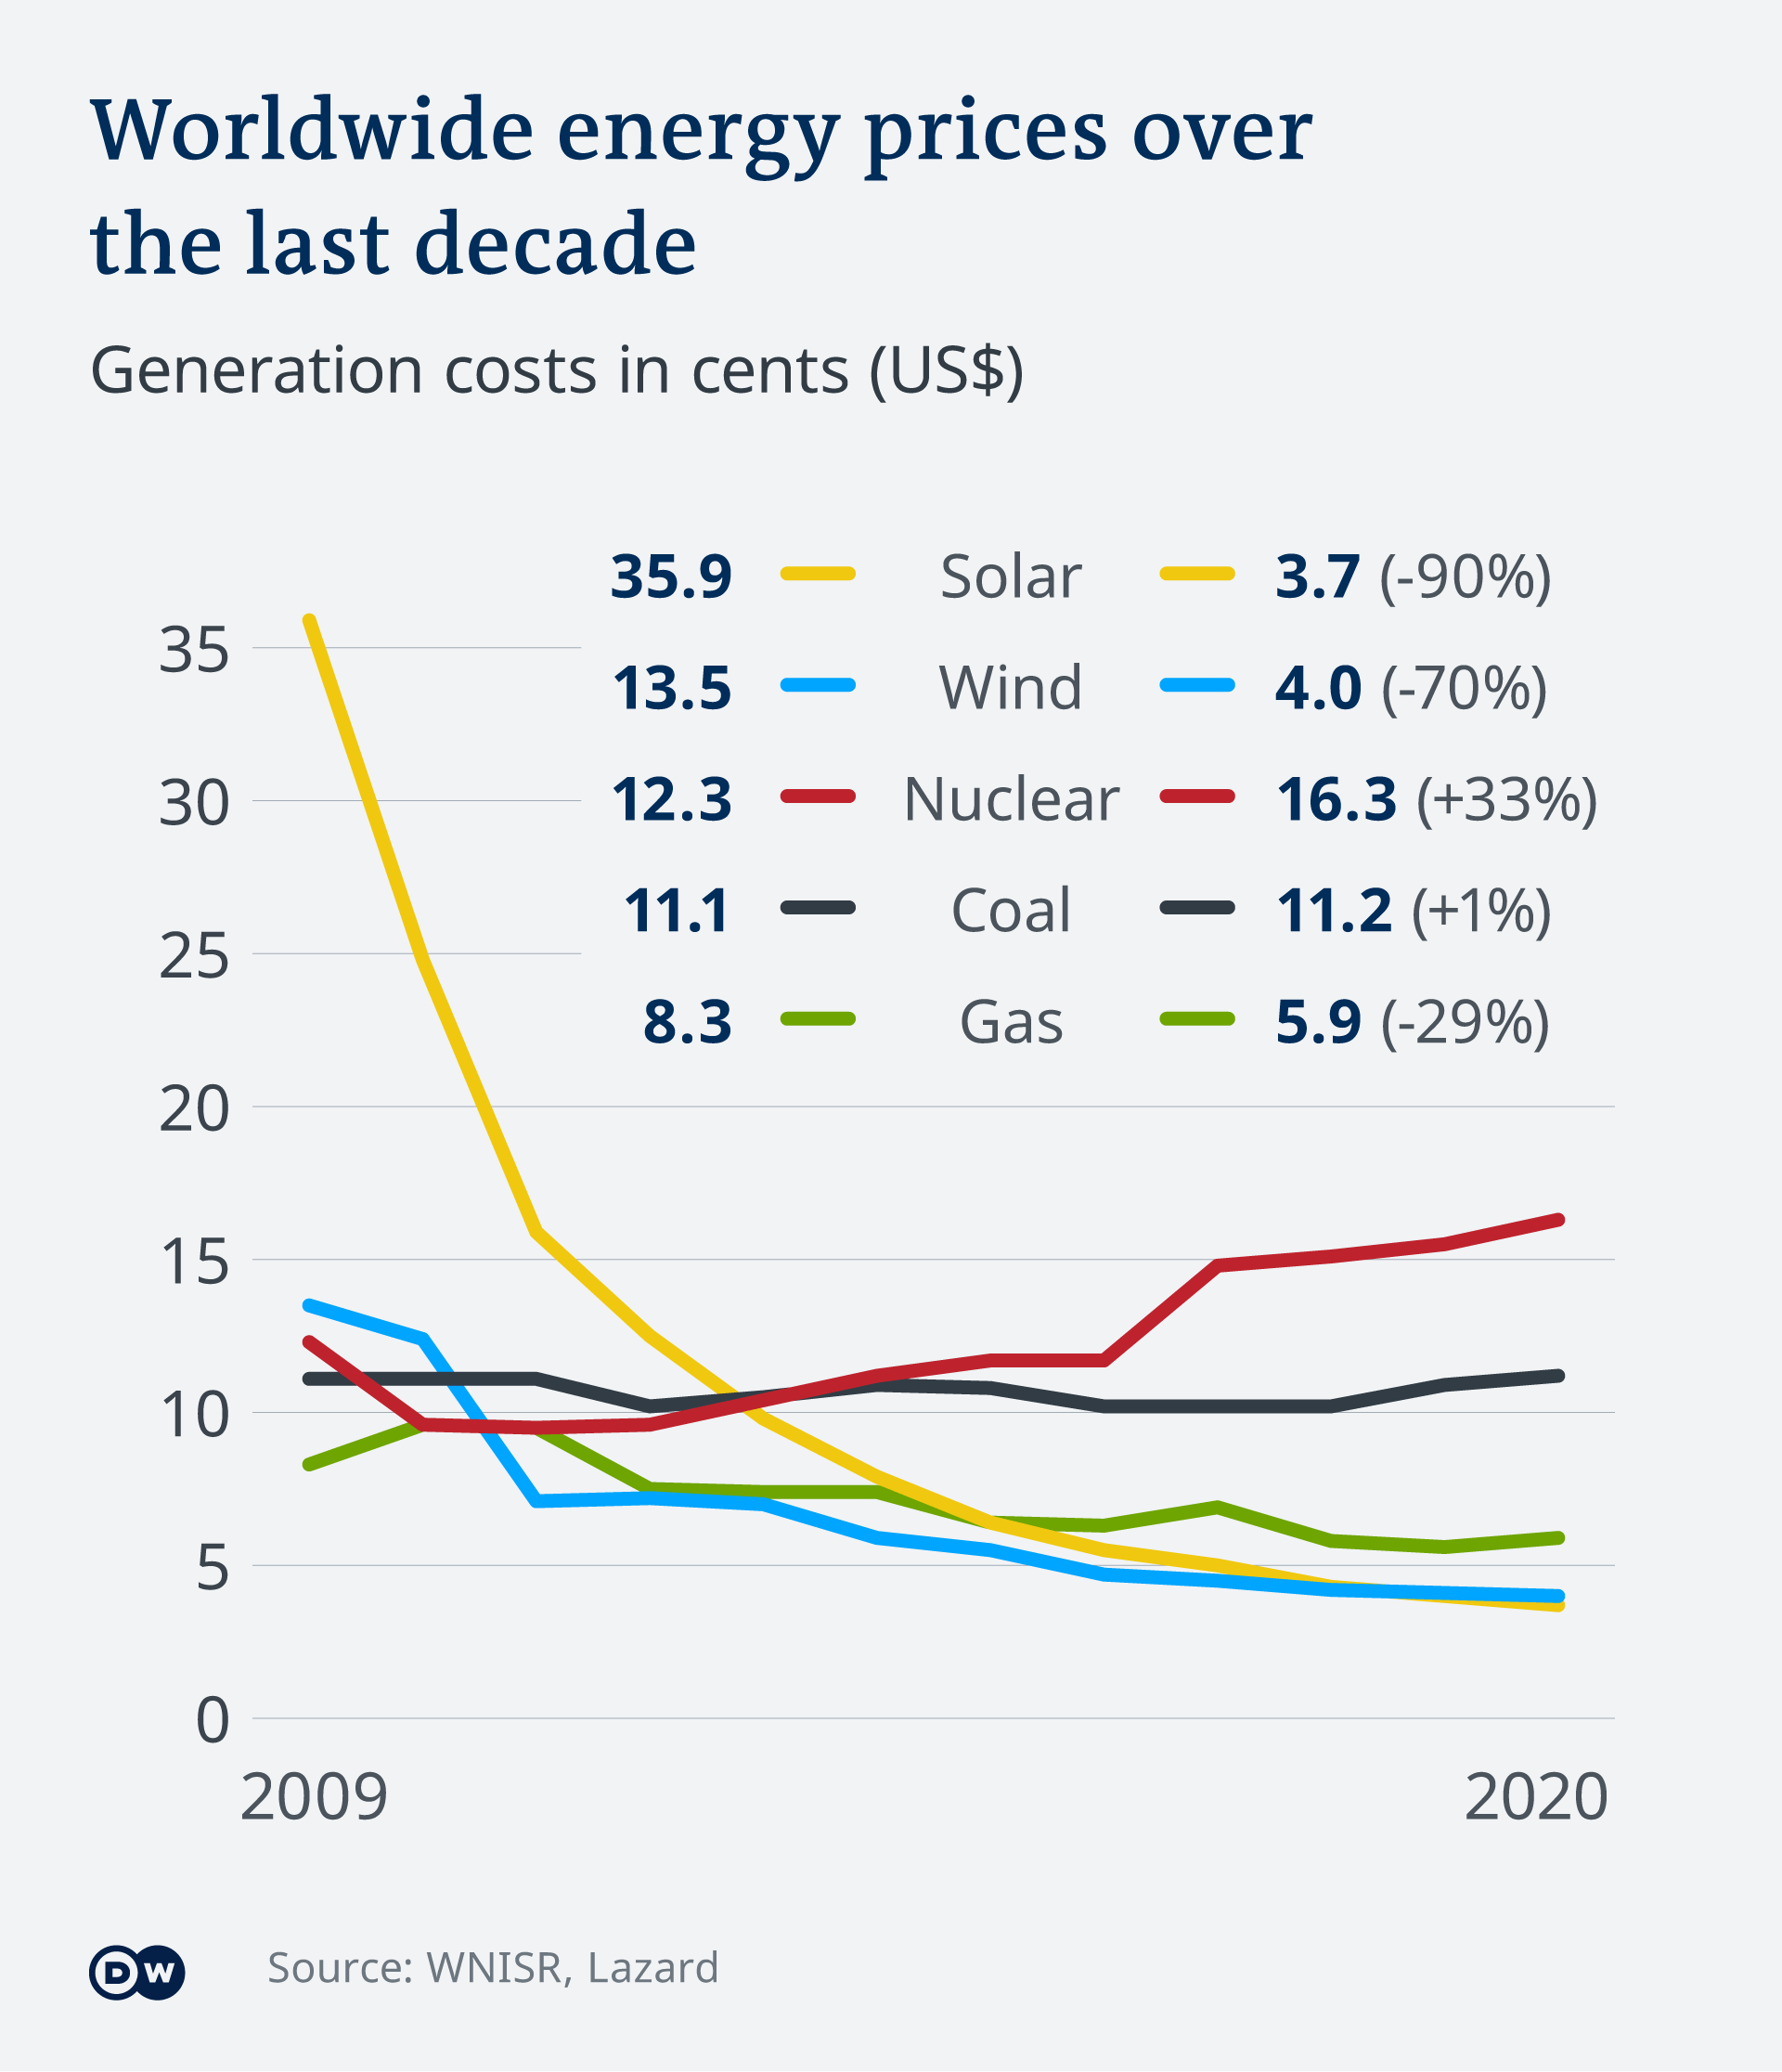 Worldwide energy prices over
the last decade
Generation costs in cents (US$)
35.9 Solar 3.7 (-90%)
13.5 Wind 4.0 (-70%)
12.3 Nuclear 16.3 (+33%)
11.1 Coal 11.2 (+1%)
8.3 Gas 5.9 (-29%)
35
30
25
20
15
10
5
0
2009 2020
DW Source: WNISR, Lazard